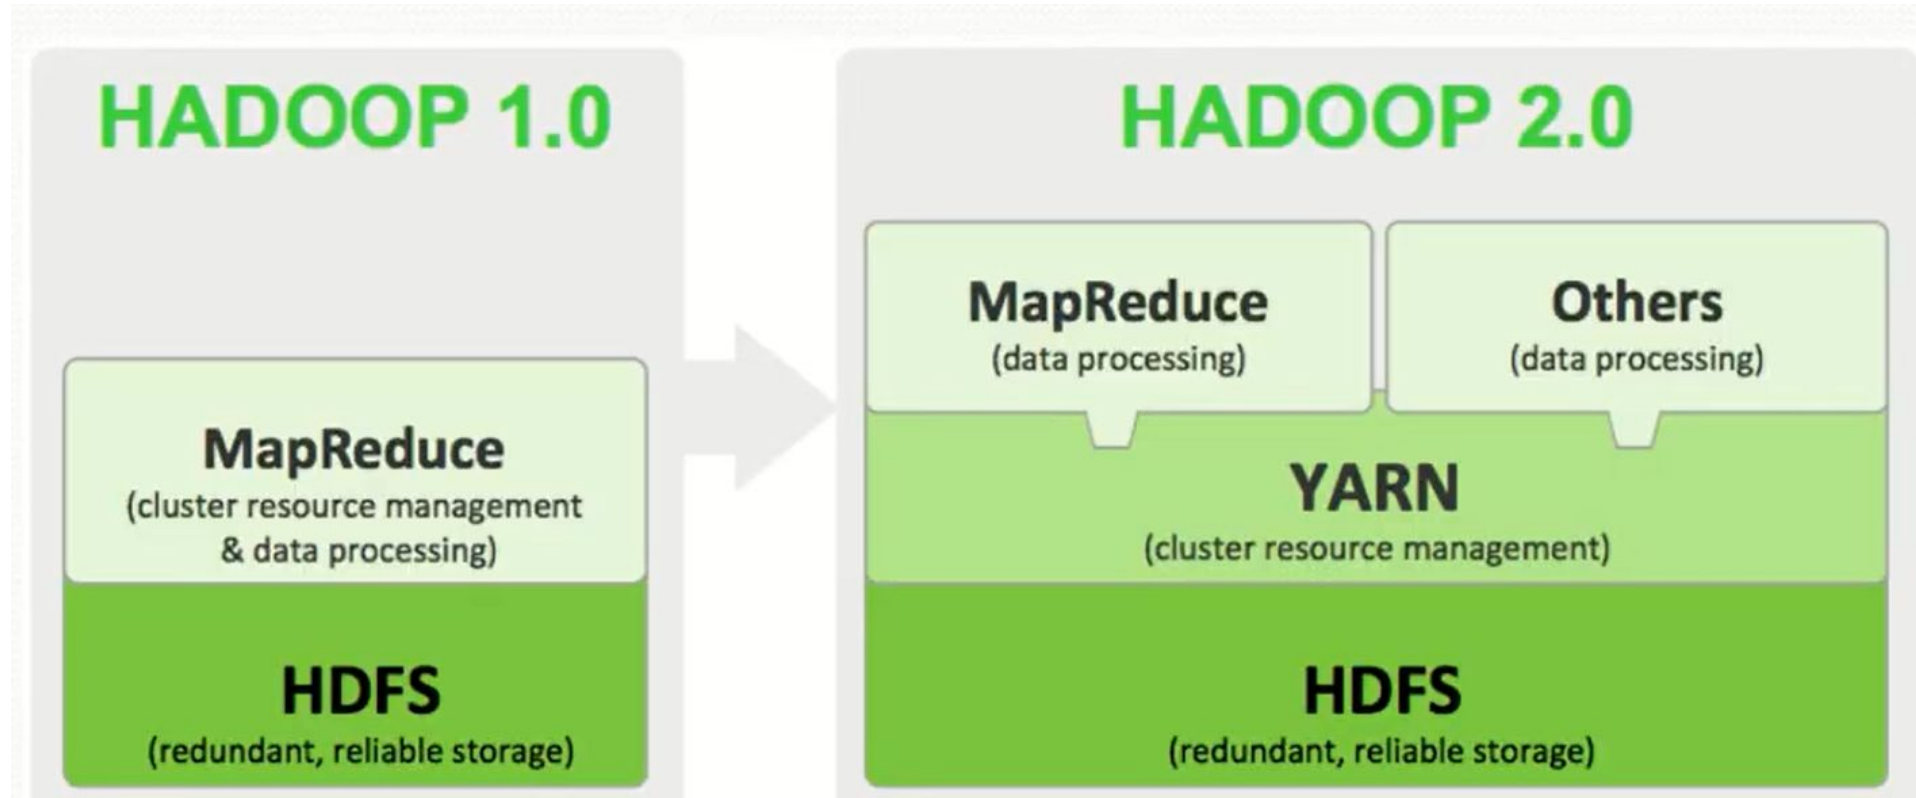 HADOOP 1.0
MapReduce
(cluster resource management
& data processing)
HDFS
(redundant, reliable storage)
HADOOP 2.0
MapReduce
(data processing)
Others
(data processing)
YARN
(cluster resource management)
HDFS
(redundant, reliable storage)